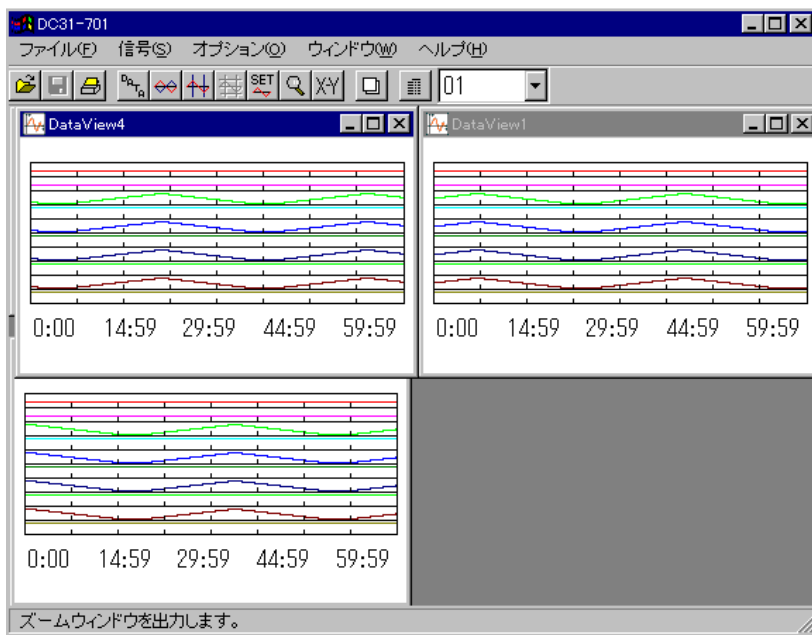 DC31-701
ファイル(F) 信号(S) オプション(O) ウィンドウ(W) ヘルプ(H)
DATA SET X-Y 01
DataView4
DataView1
0:00 14:59 29:59 44:59 59:59
0:00 14:59 29:59 44:59 59:59
0:00 14:59 29:59 44:59 59:59
ズームウィンドウを出力します。